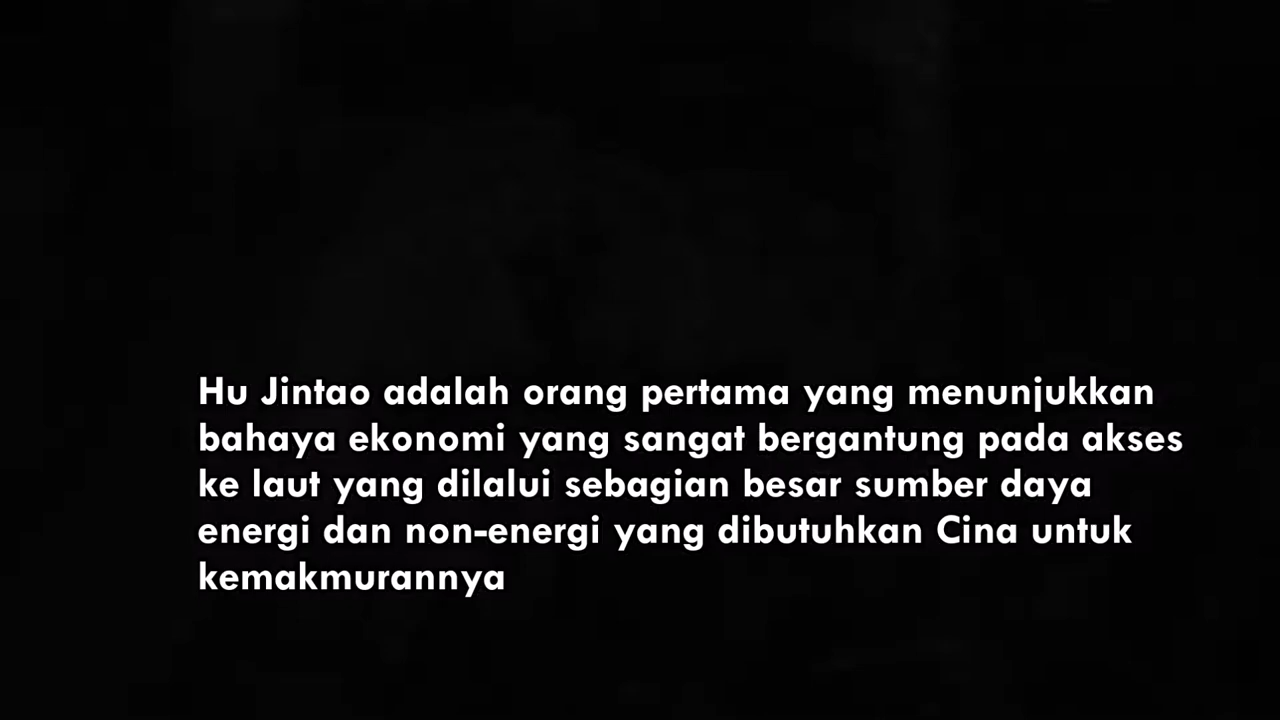 Hu Jintao adalah orang pertama yang menunjukkan
bahaya ekonomi yang sangat bergantung pada akses
ke laut yang dilalui sebagian besar sumber daya
energi dan non-energi yang dibutuhkan Cina untuk
kemakmurannya